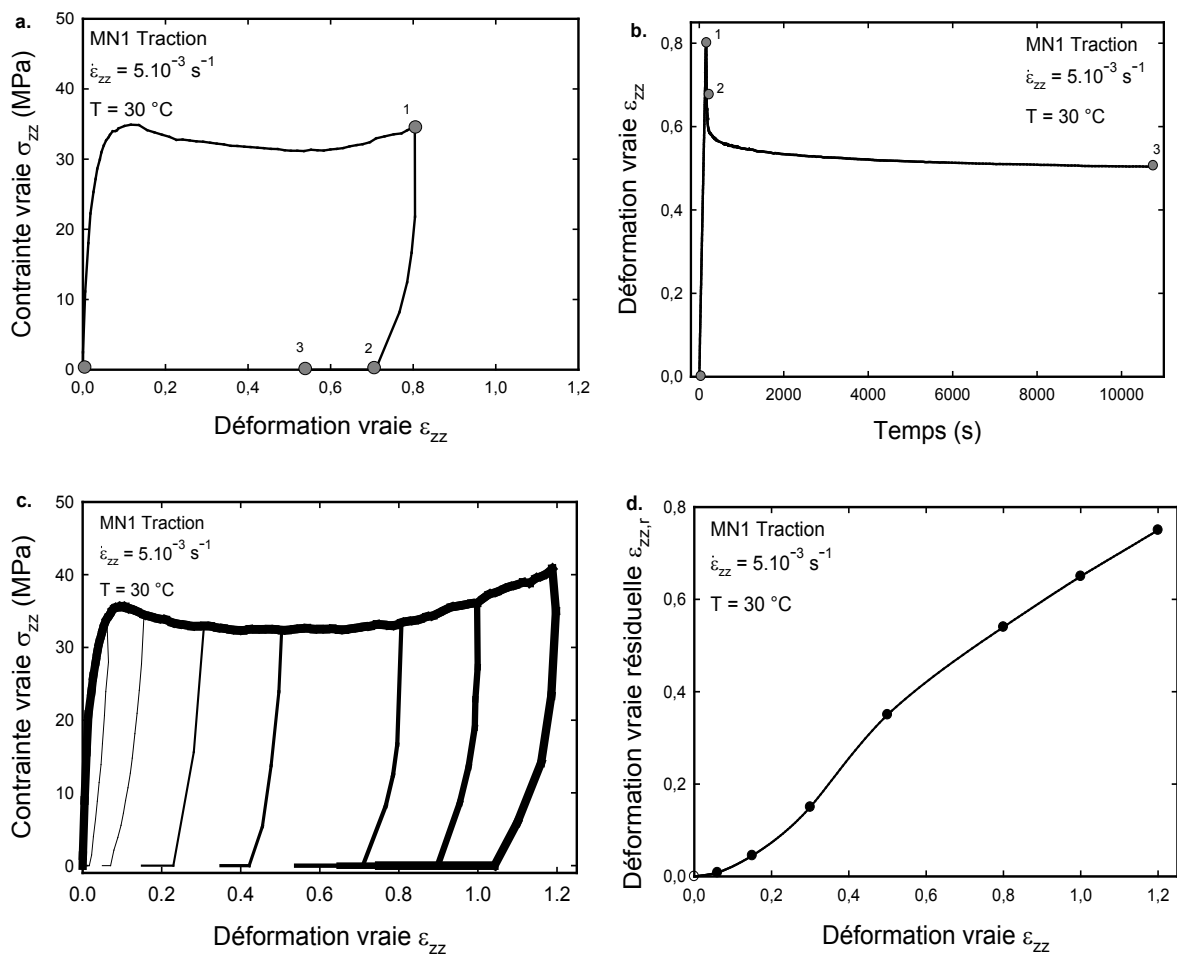 a.
50
40
30
20
10
0
Contrainte vraie σzz (MPa)
MN1 Traction
ε̇zz = 5.10⁻³ s⁻¹
T = 30 °C
1
3
2
0,0 0,2 0,4 0,6 0,8 1,0 1,2
Déformation vraie εzz
b.
0,8
0,6
0,4
0,2
0,0
Déformation vraie εzz
1
2
MN1 Traction
ε̇zz = 5.10⁻³ s⁻¹
T = 30 °C
3
0 2000 4000 6000 8000 10000
Temps (s)
c.
50
40
30
20
10
0
Contrainte vraie σzz (MPa)
MN1 Traction
ε̇zz = 5.10⁻³ s⁻¹
T = 30 °C
0.0 0.2 0.4 0.6 0.8 1.0 1.2
Déformation vraie εzz
d.
0,8
0,6
0,4
0,2
0,0
Déformation vraie résiduelle εzz,r
MN1 Traction
ε̇zz = 5.10⁻³ s⁻¹
T = 30 °C
0,0 0,2 0,4 0,6 0,8 1,0 1,2
Déformation vraie εzz